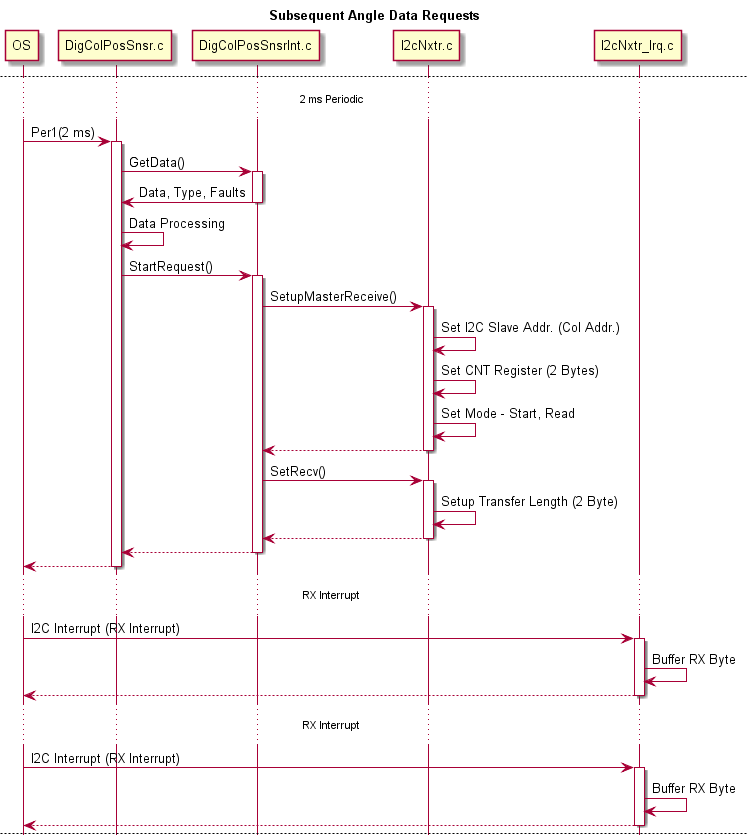 Subsequent Angle Data Requests
OS
DigColPosSnsr.c
DigColPosSnsrInt.c
I2cNxtr.c
I2cNxtr_Irq.c
2 ms Periodic
Per1(2 ms)
GetData()
Data, Type, Faults
Data Processing
StartRequest()
SetupMasterReceive()
Set I2C Slave Addr. (Col Addr.)
Set CNT Register (2 Bytes)
Set Mode - Start, Read
SetRecv()
Setup Transfer Length (2 Byte)
RX Interrupt
I2C Interrupt (RX Interrupt)
Buffer RX Byte
RX Interrupt
I2C Interrupt (RX Interrupt)
Buffer RX Byte